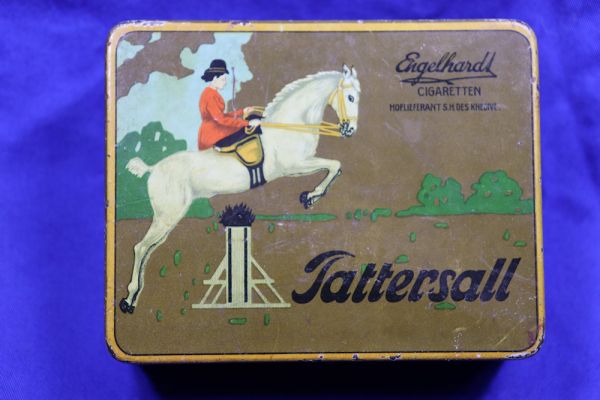 Engelhardt
CIGARETTEN
HOFLIEFERANT S.H. DES KHEDIVE.
Tattersall